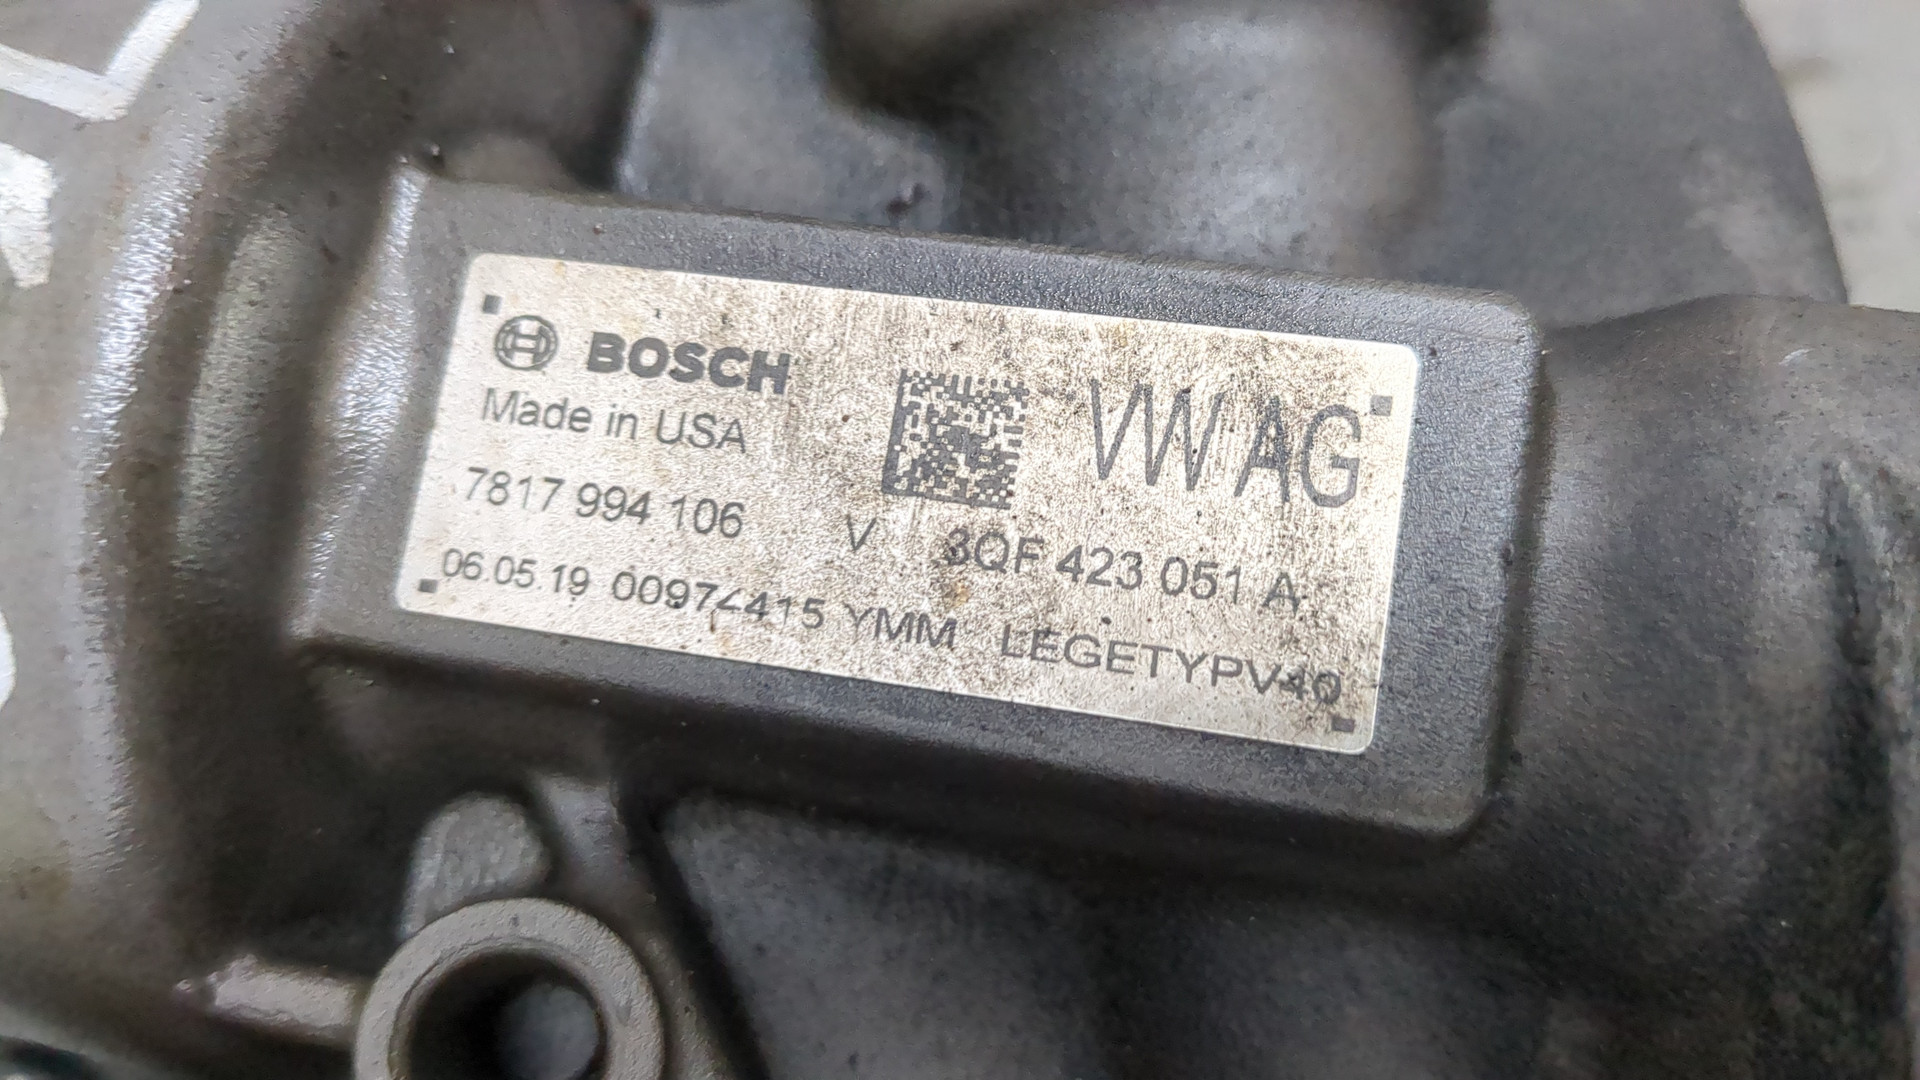 BOSCH
Made in USA
VW AG
7817 994 106 V 3QF 423 051 A
06.05.19 00974415 YMM LEGETYPV40